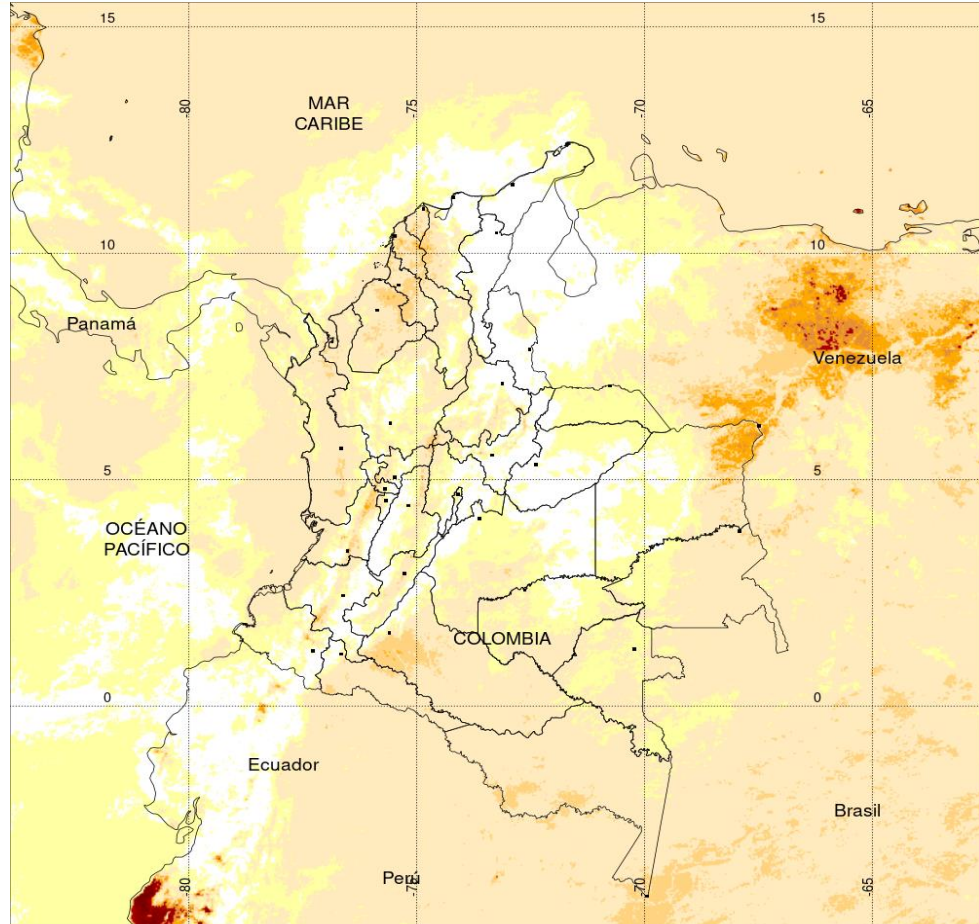 15
15
-80
-75
-70
-65
MAR
CARIBE
10
10
Panamá
Venezuela
5
5
OCÉANO
PACÍFICO
COLOMBIA
0
0
Ecuador
Brasil
Perú
-80
-75
-70
-65